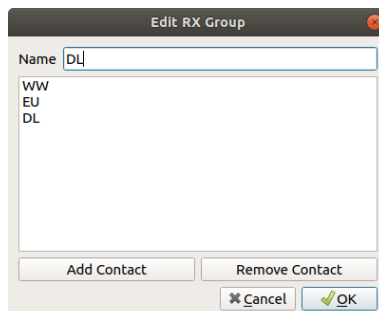 Edit RX Group
Name DL
WW
EU
DL
Add Contact Remove Contact
Cancel OK